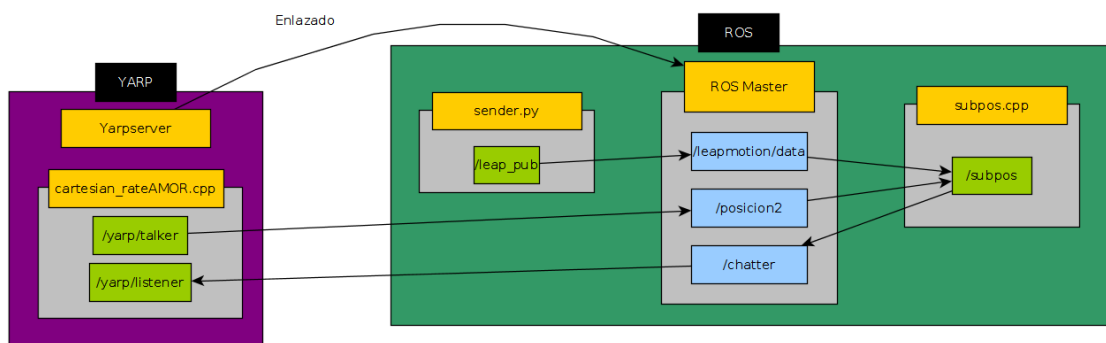 Enlazado
YARP
Yarpserver
cartesian_rateAMOR.cpp
/yarp/talker
/yarp/listener
ROS
sender.py
/leap_pub
ROS Master
/leapmotion/data
/posicion2
/chatter
subpos.cpp
/subpos